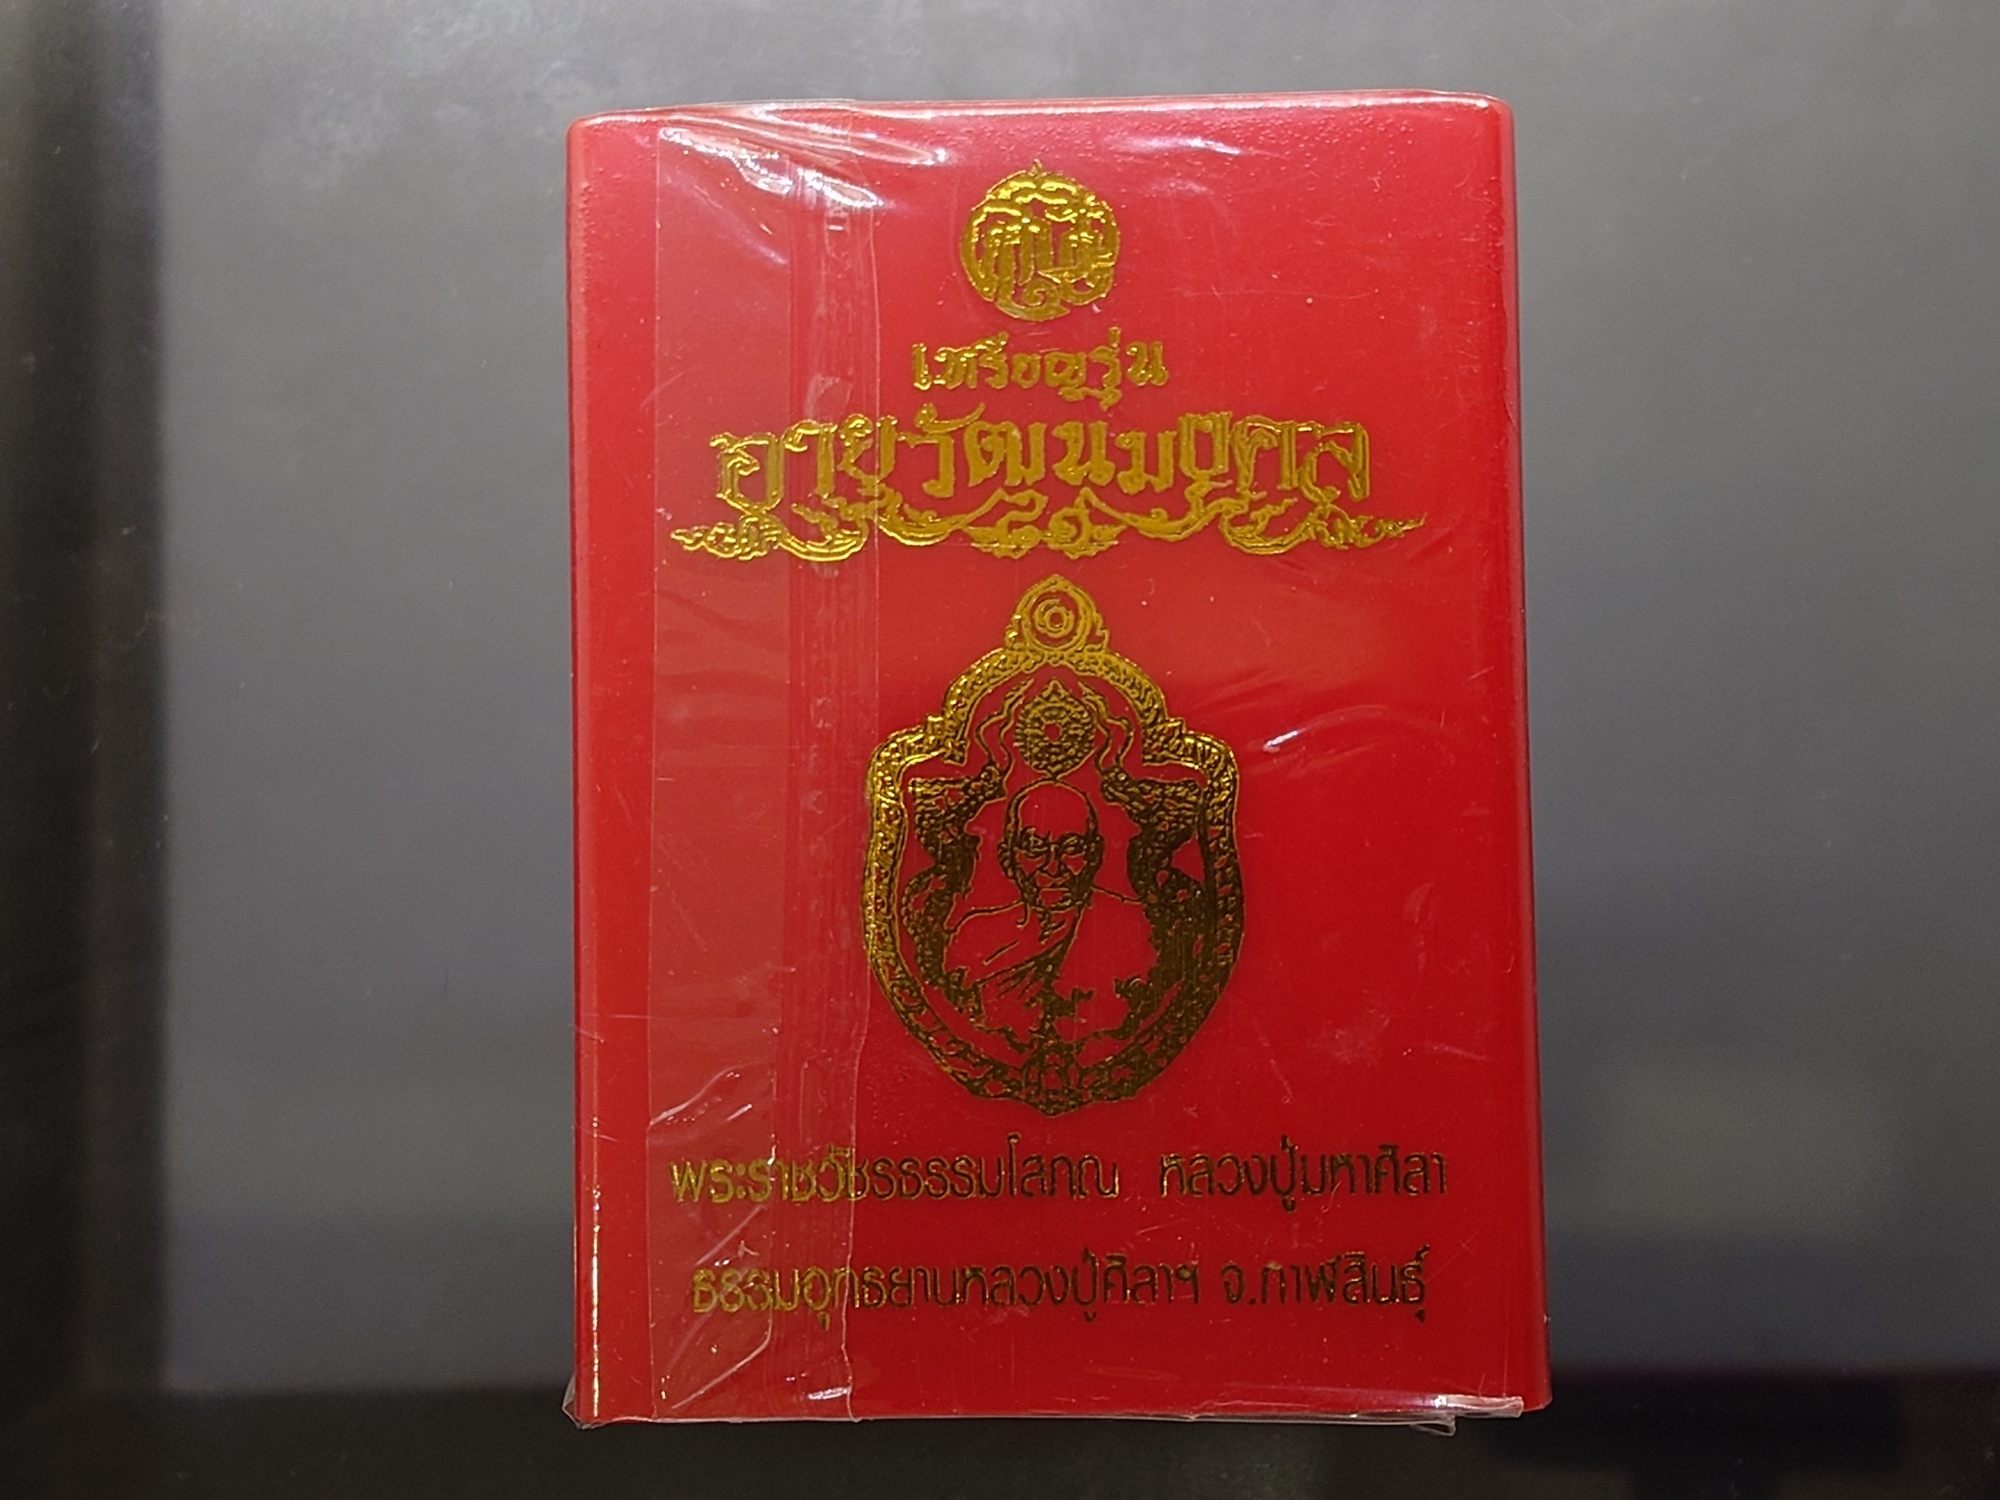 เหรียญรุ่น
อายุวัฒนมงคล
พระราชวัชรธรรมโสภณ หลวงปู่มหาศิลา
ธรรมอุทธยานหลวงปู่ศิลาฯ จ.กาฬสินธุ์